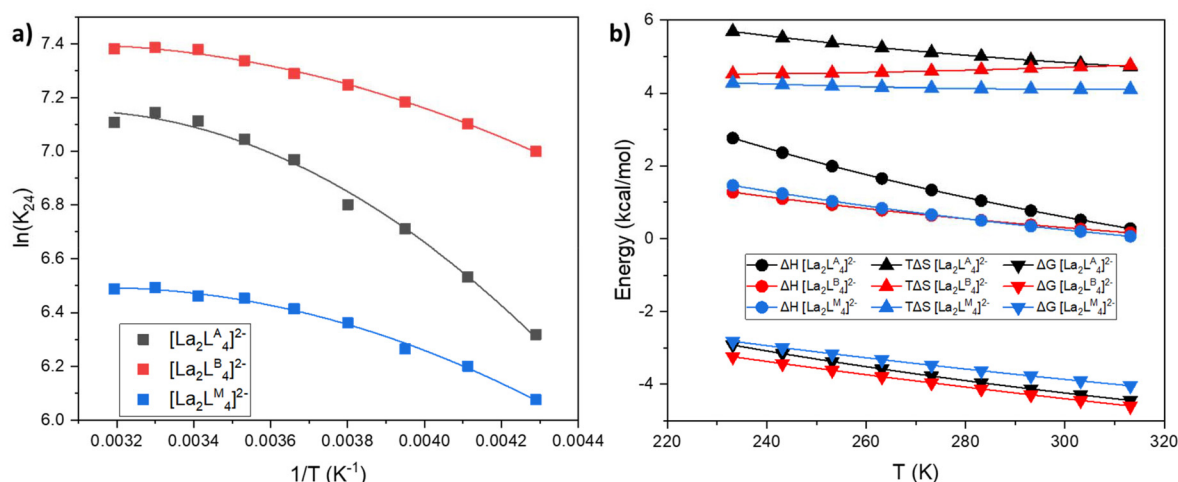 a)
7.4
7.2
7.0
6.8
6.6
6.4
6.2
6.0
ln(K₂₄)
[La₂Lᴬ₄]²⁻
[La₂Lᴮ₄]²⁻
[La₂Lᴹ₄]²⁻
0.0032 0.0034 0.0036 0.0038 0.0040 0.0042 0.0044
1/T (K⁻¹)
b)
6
4
2
0
-2
-4
Energy (kcal/mol)
ΔH [La₂Lᴬ₄]²⁻ TΔS [La₂Lᴬ₄]²⁻ ΔG [La₂Lᴬ₄]²⁻
ΔH [La₂Lᴮ₄]²⁻ TΔS [La₂Lᴮ₄]²⁻ ΔG [La₂Lᴮ₄]²⁻
ΔH [La₂Lᴹ₄]²⁻ TΔS [La₂Lᴹ₄]²⁻ ΔG [La₂Lᴹ₄]²⁻
220 240 260 280 300 320
T (K)